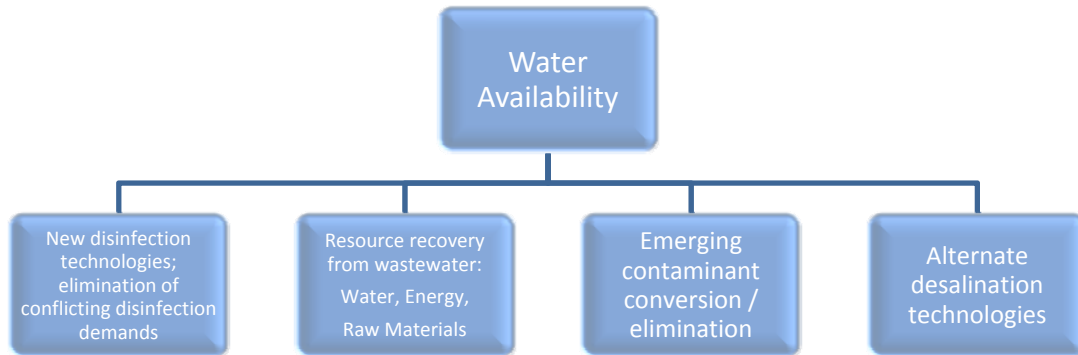 Water
Availability
New disinfection
technologies;
elimination of
conflicting disinfection
demands
Resource recovery
from wastewater:
Water, Energy,
Raw Materials
Emerging
contaminant
conversion /
elimination
Alternate
desalination
technologies